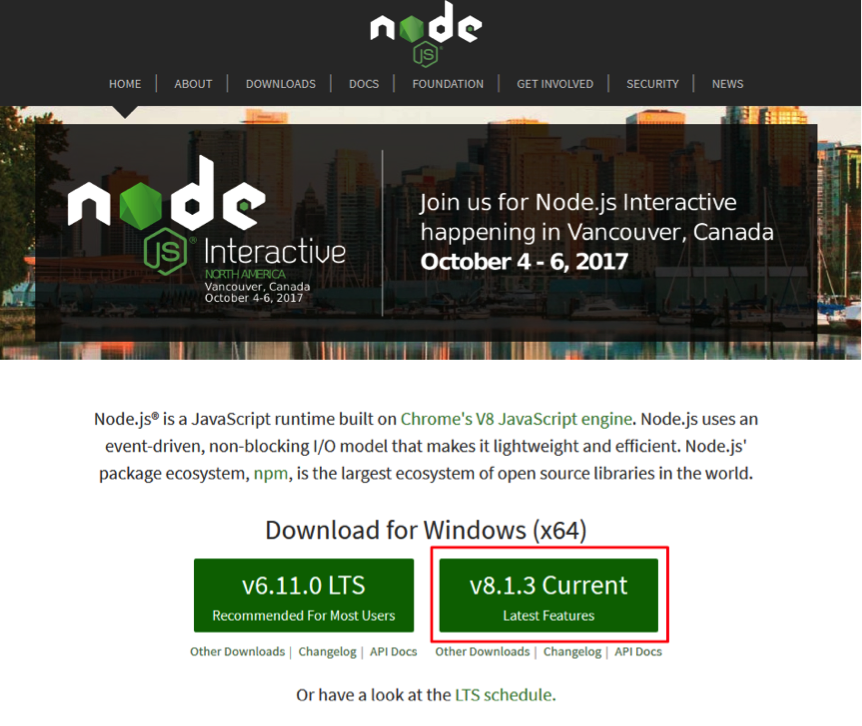 node
JS®
HOME | ABOUT | DOWNLOADS | DOCS | FOUNDATION | GET INVOLVED | SECURITY | NEWS
node
JS® Interactive
NORTH AMERICA
Vancouver, Canada
October 4-6, 2017
Join us for Node.js Interactive
happening in Vancouver, Canada
October 4 - 6, 2017
Node.js® is a JavaScript runtime built on Chrome's V8 JavaScript engine. Node.js uses an
event-driven, non-blocking I/O model that makes it lightweight and efficient. Node.js'
package ecosystem, npm, is the largest ecosystem of open source libraries in the world.
Download for Windows (x64)
v6.11.0 LTS
Recommended For Most Users
v8.1.3 Current
Latest Features
Other Downloads | Changelog | API Docs
Other Downloads | Changelog | API Docs
Or have a look at the LTS schedule.